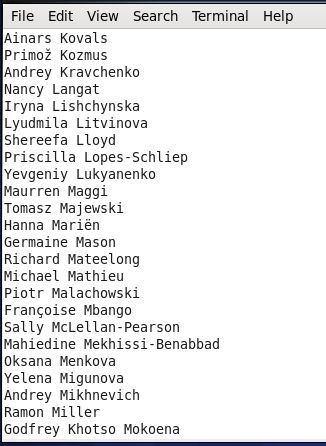 File Edit View Search Terminal Help
Ainars Kovals
Primož Kozmus
Andrey Kravchenko
Nancy Langat
Iryna Lishchynska
Lyudmila Litvinova
Shereefa Lloyd
Priscilla Lopes-Schliep
Yevgeniy Lukyanenko
Maurren Maggi
Tomasz Majewski
Hanna Mariën
Germaine Mason
Richard Mateelong
Michael Mathieu
Piotr Malachowski
Françoise Mbango
Sally McLellan-Pearson
Mahiedine Mekhissi-Benabbad
Oksana Menkova
Yelena Migunova
Andrey Mikhnevich
Ramon Miller
Godfrey Khotso Mokoena